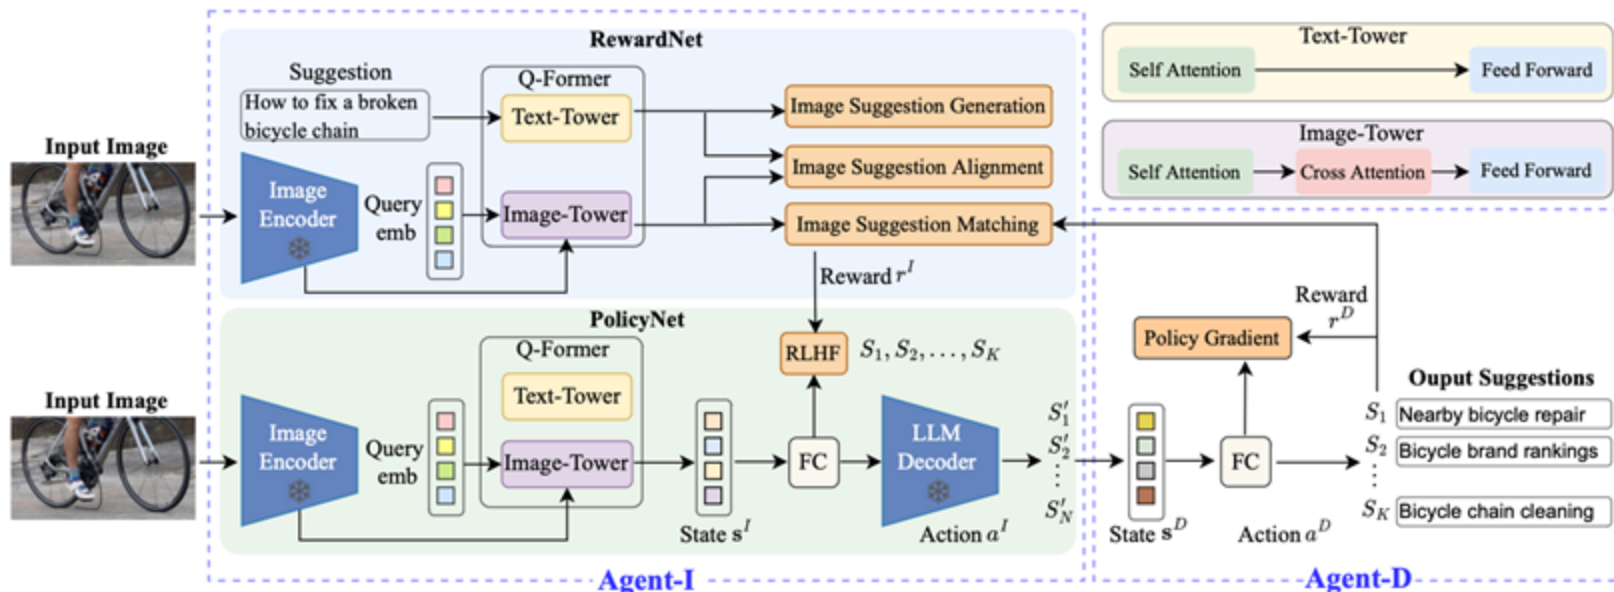 RewardNet
Suggestion
How to fix a broken
bicycle chain
Q-Former
Text-Tower
Image-Tower
Input Image
Image
Encoder
Query
emb
Image Suggestion Generation
Image Suggestion Alignment
Image Suggestion Matching
Reward r^I
PolicyNet
Input Image
Image
Encoder
Query
emb
Q-Former
Text-Tower
Image-Tower
State s^I
RLHF
S_1, S_2, . . . , S_K
FC
LLM
Decoder
Action a^I
S'_1
S'_2
⋮
S'_N
Agent-I
Text-Tower
Self Attention
Feed Forward
Image-Tower
Self Attention
Cross Attention
Feed Forward
Reward
r^D
Policy Gradient
State s^D
FC
Action a^D
Ouput Suggestions
S_1 Nearby bicycle repair
S_2 Bicycle brand rankings
⋮
S_K Bicycle chain cleaning
Agent-D